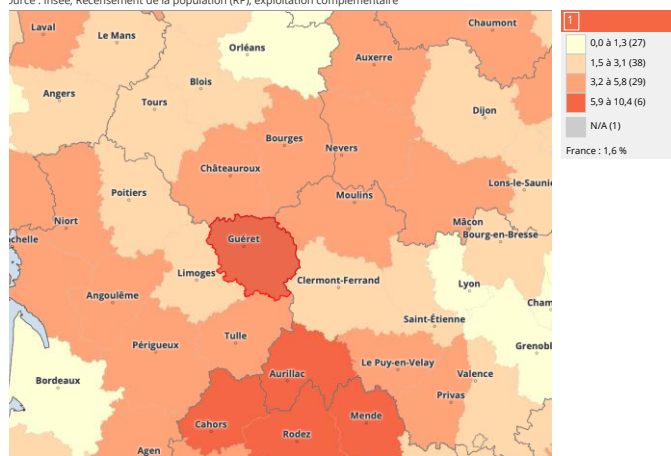 Insee, Recensement de la population (RP), exploitation complémentaire
Laval
Le Mans
Orléans
Chaumont
Auxerre
Angers
Blois
Tours
Dijon
Bourges
Nevers
Châteauroux
Poitiers
Moulins
Lons-le-Saunie
Niort
Mâcon
Bourg-en-Bresse
ochelle
Guéret
Limoges
Clermont-Ferrand
Lyon
Angoulême
Cham
Saint-Étienne
Tulle
Périgueux
Grenobl
Le Puy-en-Velay
Aurillac
Valence
Bordeaux
Privas
Mende
Cahors
Rodez
Agen
1
0,0 à 1,3 (27)
1,5 à 3,1 (38)
3,2 à 5,8 (29)
5,9 à 10,4 (6)
N/A (1)
France : 1,6 %